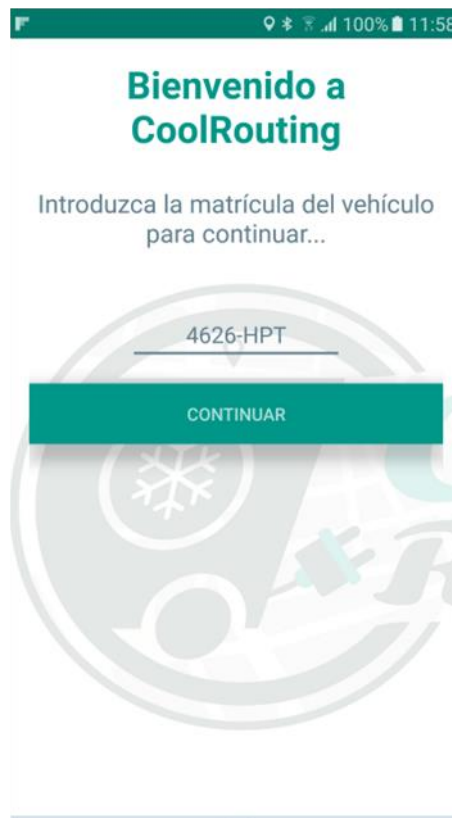 100% 11:58
Bienvenido a
CoolRouting
Introduzca la matrícula del vehículo
para continuar...
4626-HPT
CONTINUAR